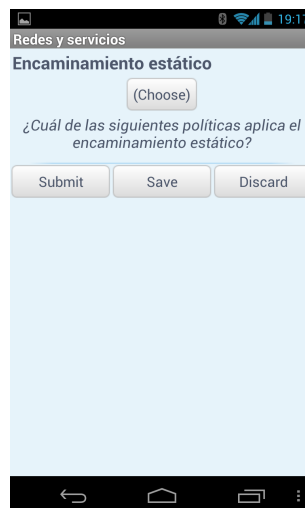 19:17
Redes y servicios
Encaminamiento estático
(Choose)
¿Cuál de las siguientes políticas aplica el
encaminamiento estático?
Submit Save Discard